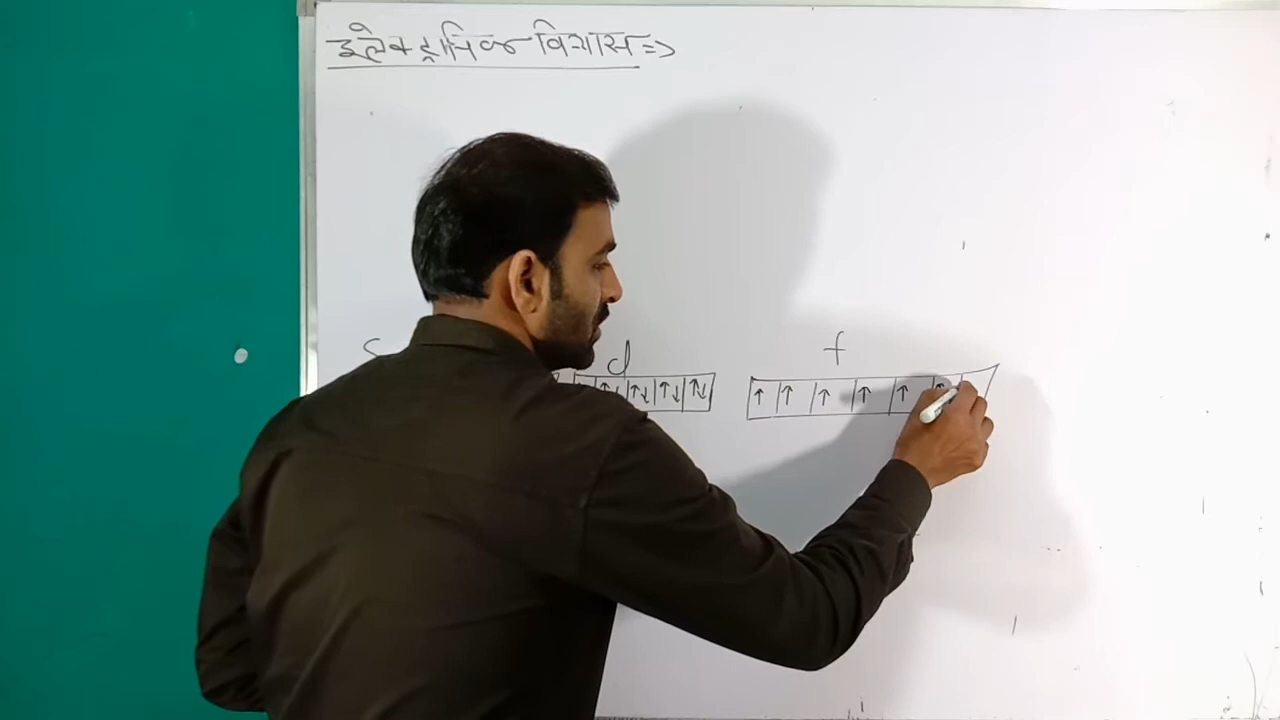 इलेक्ट्रानिक विन्यास =>
S d f
↑↓ ↑↓ ↑↓ ↑↓ ↑ ↑ ↑ ↑ ↑ ↑